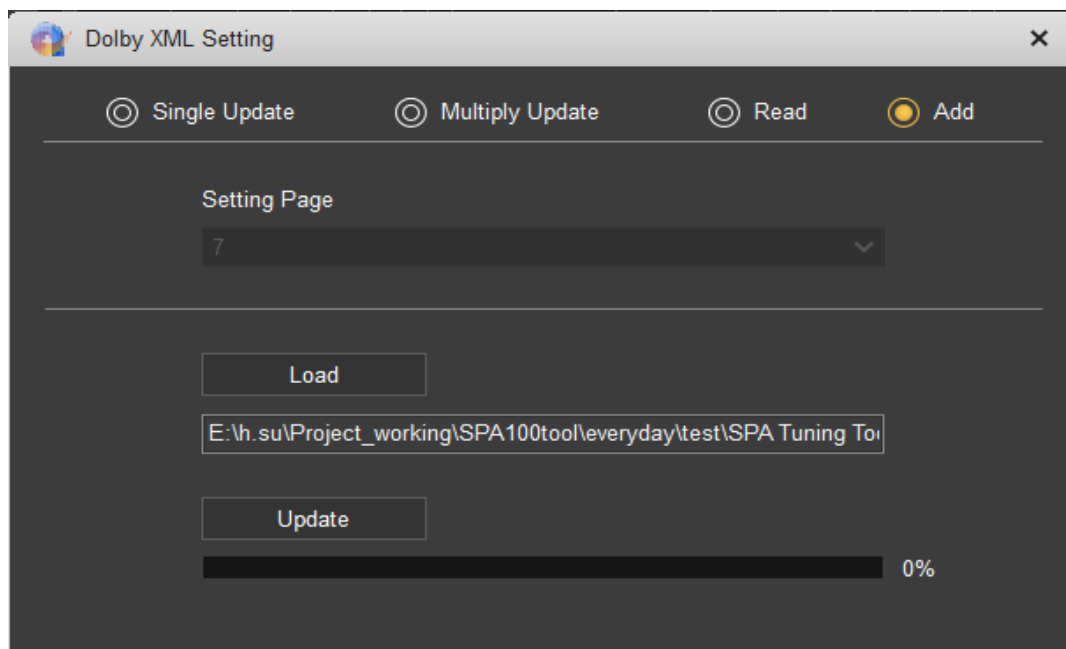 Dolby XML Setting
Single Update Multiply Update Read Add
Setting Page
7
Load
E:\h.su\Project_working\SPA100tool\everyday\test\SPA Tuning
Update
0%